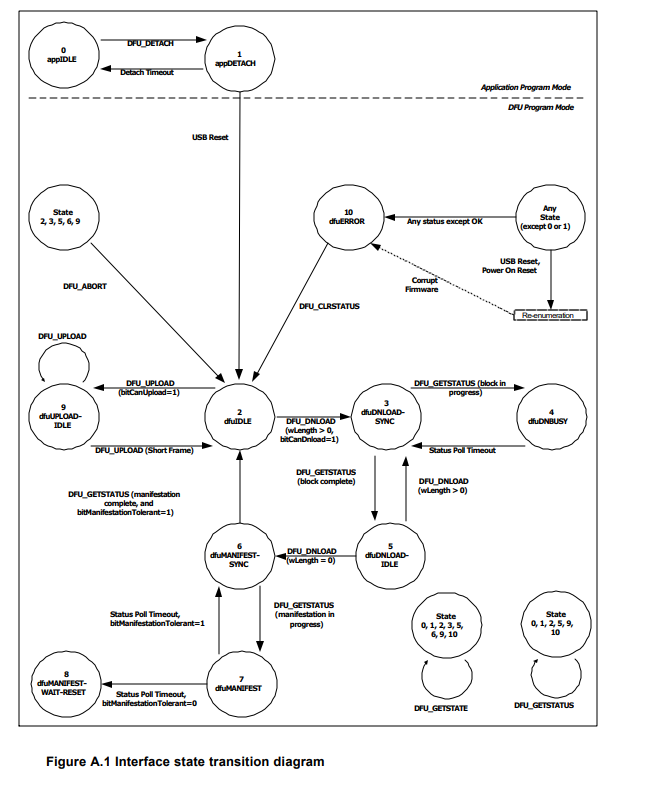 0
appIDLE
DFU_DETACH
Detach Timeout
1
appDETACH
Application Program Mode
DFU Program Mode
USB Reset
State
2, 3, 5, 6, 9
10
dfuERROR
Any status except OK
Any
State
(except 0 or 1)
USB Reset,
Power On Reset
Corrupt
Firmware
Re-enumeration
DFU_ABORT
DFU_CLRSTATUS
DFU_UPLOAD
9
dfuUPLOAD-
IDLE
DFU_UPLOAD
(bitCanUpload=1)
DFU_UPLOAD (Short Frame)
2
dfuIDLE
DFU_DNLOAD
(wLength > 0,
bitCanDnload=1)
3
dfuDNLOAD-
SYNC
DFU_GETSTATUS (block in
progress)
Status Poll Timeout
4
dfuDNBUSY
DFU_GETSTATUS
(block complete)
DFU_DNLOAD
(wLength > 0)
DFU_GETSTATUS (manifestation
complete, and
bitManifestationTolerant=1)
6
dfuMANIFEST-
SYNC
DFU_DNLOAD
(wLength = 0)
5
dfuDNLOAD-
IDLE
Status Poll Timeout,
bitManifestationTolerant=1
DFU_GETSTATUS
(manifestation in
progress)
State
0, 1, 2, 3, 5,
6, 9, 10
DFU_GETSTATE
State
0, 1, 2, 5, 9,
10
DFU_GETSTATUS
8
dfuMANIFEST-
WAIT-RESET
Status Poll Timeout,
bitManifestationTolerant=0
7
dfuMANIFEST
Figure A.1 Interface state transition diagram